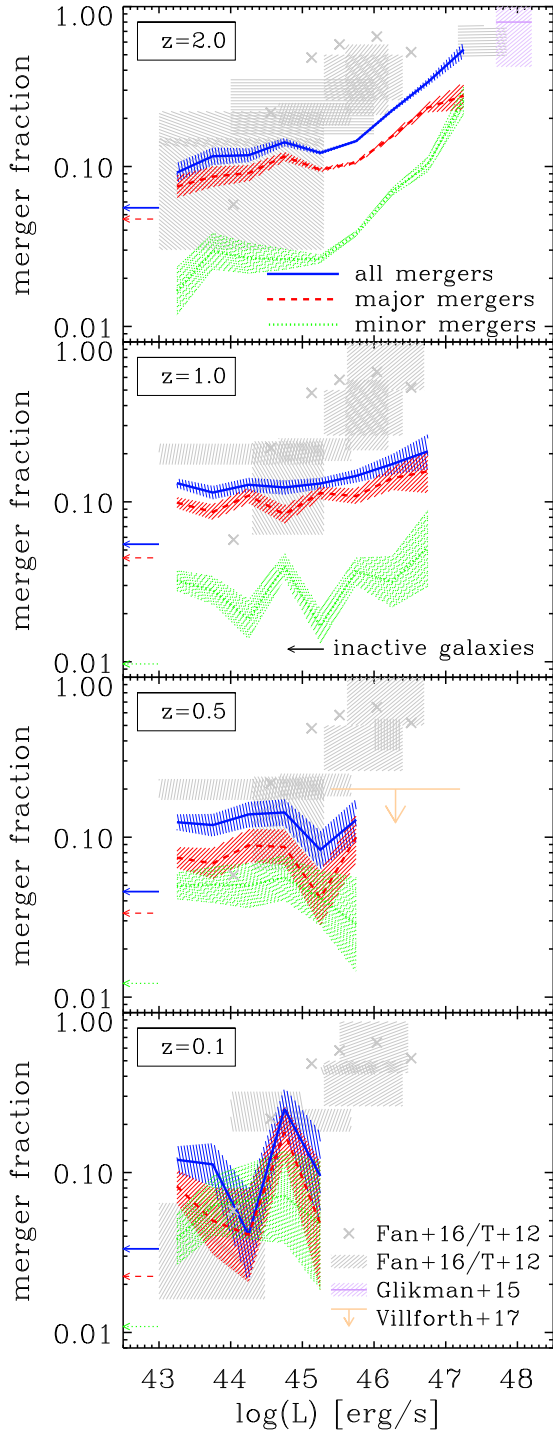 z=2.0
1.00
0.10
0.01
merger fraction
all mergers
major mergers
minor mergers
z=1.0
1.00
0.10
0.01
merger fraction
inactive galaxies
z=0.5
1.00
0.10
0.01
merger fraction
z=0.1
1.00
0.10
0.01
merger fraction
Fan+16/T+12
Fan+16/T+12
Glikman+15
Villforth+17
43 44 45 46 47 48
log(L) [erg/s]